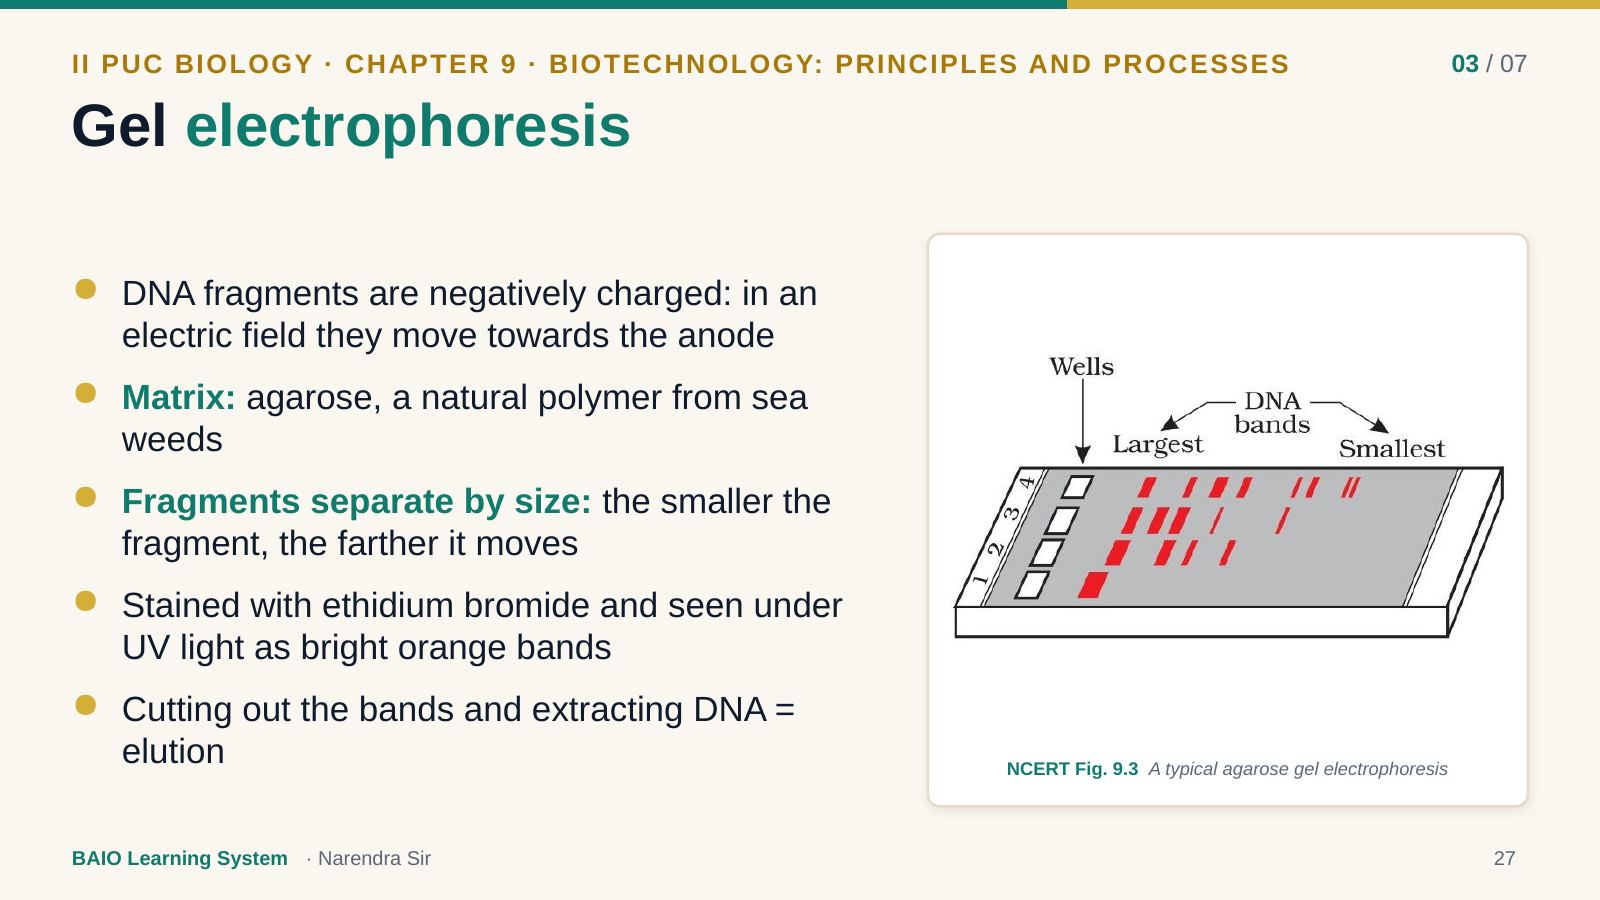 II PUC BIOLOGY · CHAPTER 9 · BIOTECHNOLOGY: PRINCIPLES AND PROCESSES
03 / 07
Gel electrophoresis
DNA fragments are negatively charged: in an
electric field they move towards the anode
Matrix: agarose, a natural polymer from sea
weeds
Fragments separate by size: the smaller the
fragment, the farther it moves
Stained with ethidium bromide and seen under
UV light as bright orange bands
Cutting out the bands and extracting DNA =
elution
Wells
DNA
bands
Largest
Smallest
4
3
2
1
NCERT Fig. 9.3 A typical agarose gel electrophoresis
BAIO Learning System · Narendra Sir
27